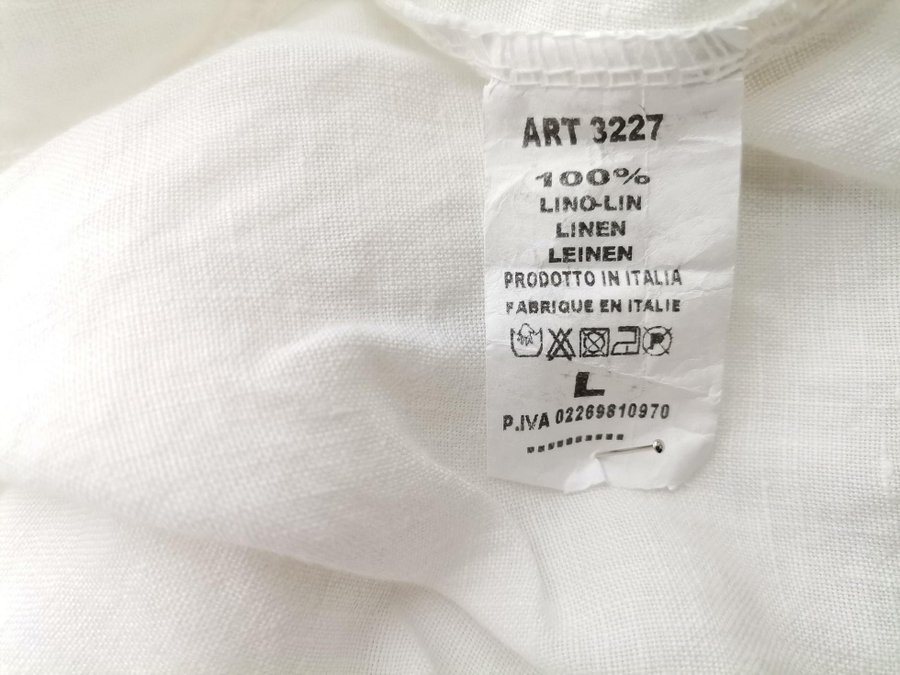 ART 3227
100%
LINO-LIN
LINEN
LEINEN
PRODOTTO IN ITALIA
FABRIQUE EN ITALIE
P
L
P.IVA 02269810970